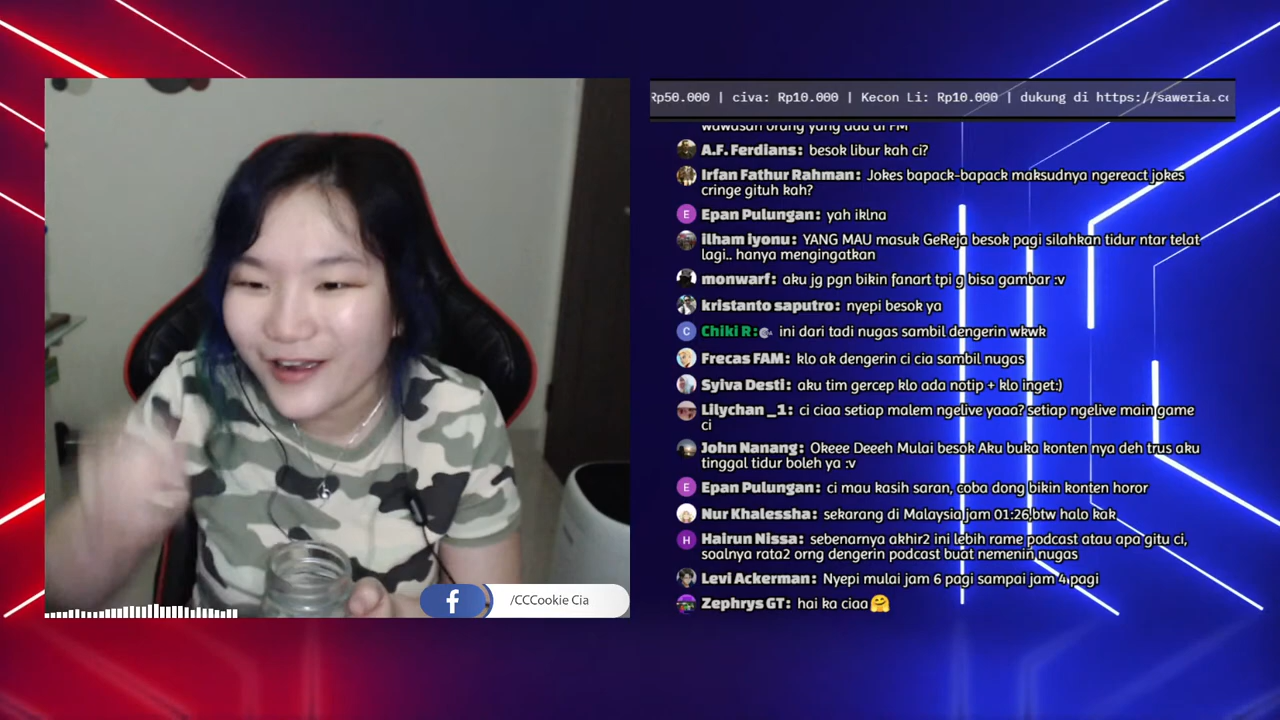 Rp50.000 | civa: Rp10.000 | Kecon Li: Rp10.000 | dukung di https://saweria.co
wawasan orang yang ada di FM
A.F. Ferdians: besok libur kah ci?
Irfan Fathur Rahman: Jokes bapack-bapack maksudnya ngereact jokes
cringe gituh kah?
E Epan Pulungan: yah iklna
ilham iyonu: YANG MAU masuk GeReja besok pagi silahkan tidur ntar telat
lagi.. hanya mengingatkan
monwarf: aku jg pgn bikin fanart tpi g bisa gambar :v
kristanto saputro: nyepi besok ya
C Chiki R: ini dari tadi nugas sambil dengerin wkwk
Frecas FAM: klo ak dengerin ci cia sambil nugas
Syiva Desti: aku tim gercep klo ada notip + klo inget:)
Lilychan _1: ci ciaa setiap malem ngelive yaaa? setiap ngelive main game
ci
John Nanang: Okeee Deeeh Mulai besok Aku buka konten nya deh trus aku
tinggal tidur boleh ya :v
E Epan Pulungan: ci mau kasih saran, coba dong bikin konten horor
Nur Khalessha: sekarang di Malaysia jam 01:26,btw halo kak
H Hairun Nissa: sebenarnya akhir2 ini lebih rame podcast atau apa gitu ci,
soalnya rata2 orng dengerin podcast buat nemenin nugas
Levi Ackerman: Nyepi mulai jam 6 pagi sampai jam 4 pagi
Zephrys GT: hai ka ciaa🤗
f /CCCookie Cia